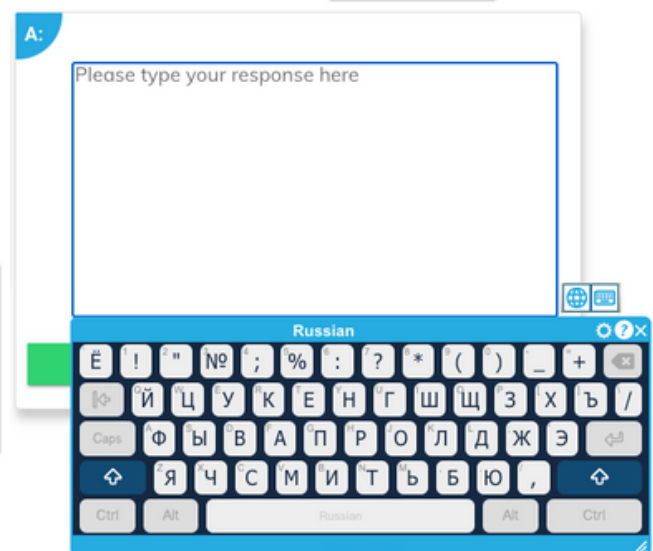 A:
Please type your response here
Russian
Ё ! " № ; % : ? * ( ) _ +
Й Ц У К Е Н Г Ш Щ З Х Ъ /
Caps Ф Ы В А П Р О Л Д Ж Э
Я Ч С М И Т Ь Б Ю ,
Ctrl Alt Russian Alt Ctrl